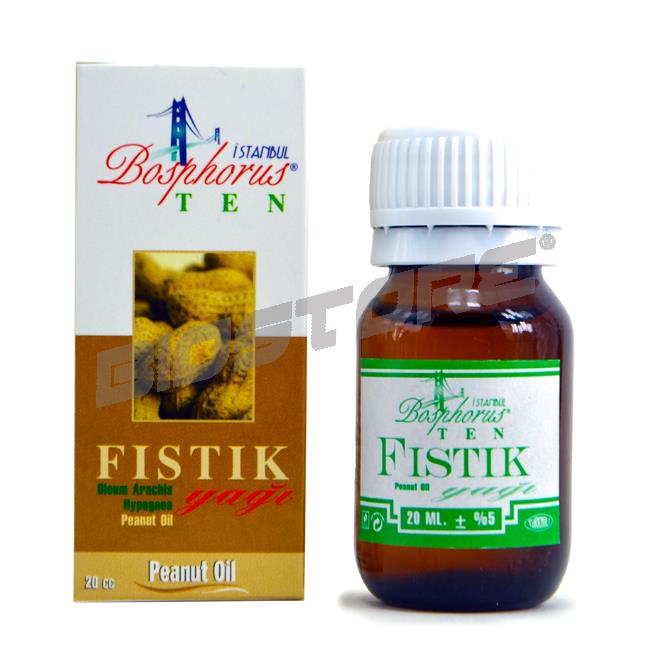 İSTANBUL
Bosphorus®
TEN
FISTIK
yağı
Oleum Arachis
Hypogaea
Peanut Oil
20 cc
Peanut Oil
İSTANBUL
Bosphorus®
TEN
FISTIK
Peanut Oil
yağı
20 ML. ± %5
BIOSTORE®